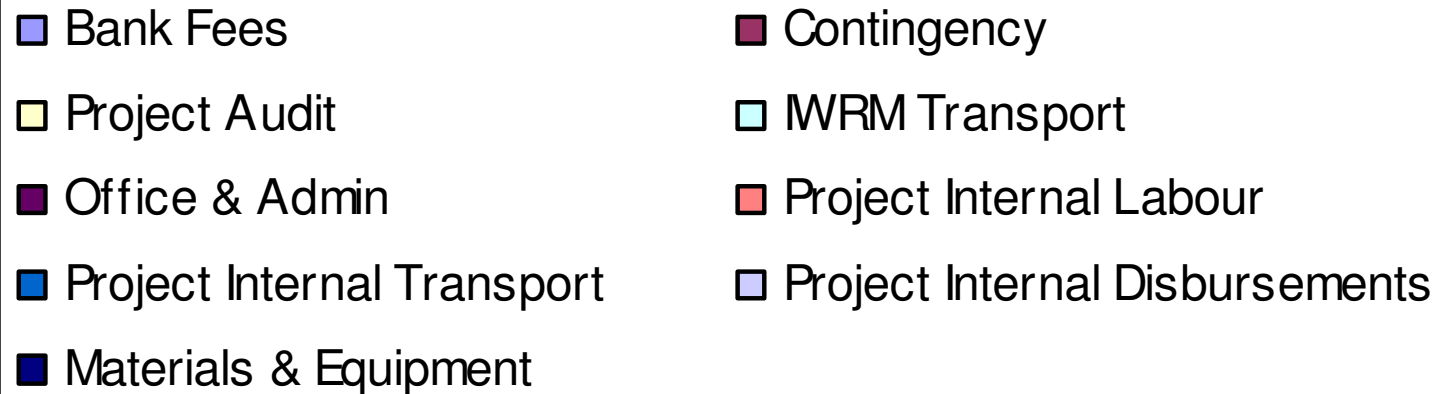 Bank Fees
Contingency
Project Audit
IWRM Transport
Office & Admin
Project Internal Labour
Project Internal Transport
Project Internal Disbursements
Materials & Equipment